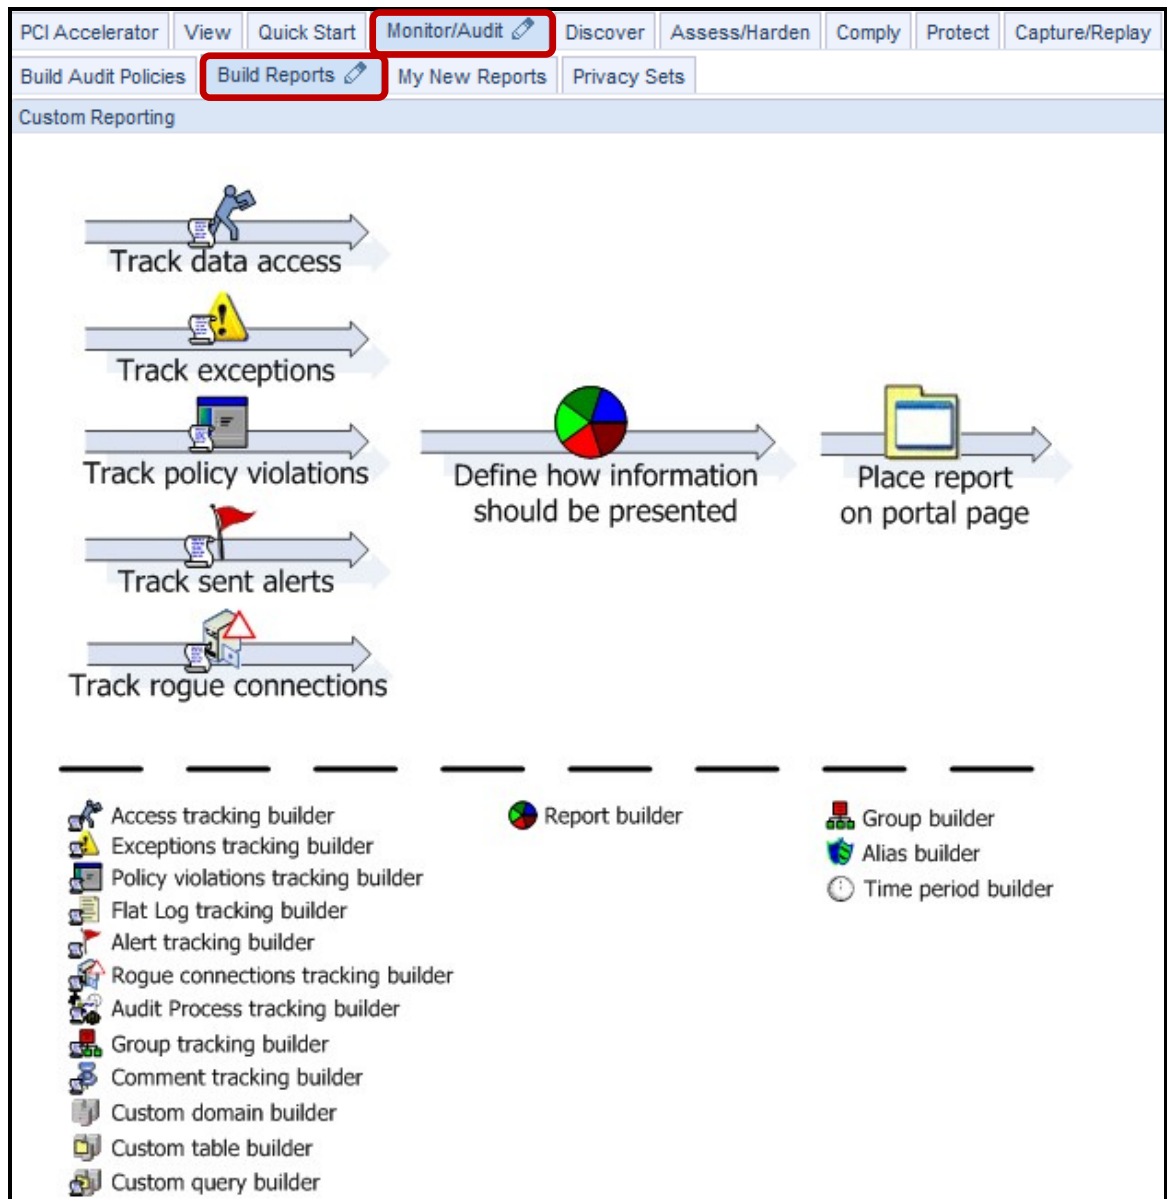 PCI Accelerator View Quick Start Monitor/Audit Discover Assess/Harden Comply Protect Capture/Replay
Build Audit Policies Build Reports My New Reports Privacy Sets
Custom Reporting
Track data access
Track exceptions
Track policy violations
Track sent alerts
Track rogue connections
Define how information
should be presented
Place report
on portal page
Access tracking builder
Exceptions tracking builder
Policy violations tracking builder
Flat Log tracking builder
Alert tracking builder
Rogue connections tracking builder
Audit Process tracking builder
Group tracking builder
Comment tracking builder
Custom domain builder
Custom table builder
Custom query builder
Report builder
Group builder
Alias builder
Time period builder